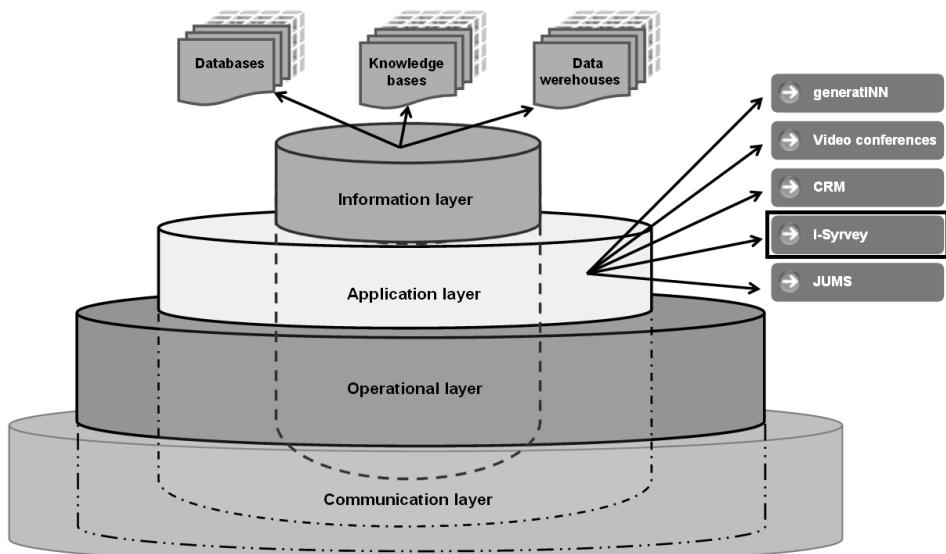 Databases
Knowledge
bases
Data
werehouses
generatINN
Video conferences
CRM
I-Syrvey
JUMS
Information layer
Application layer
Operational layer
Communication layer